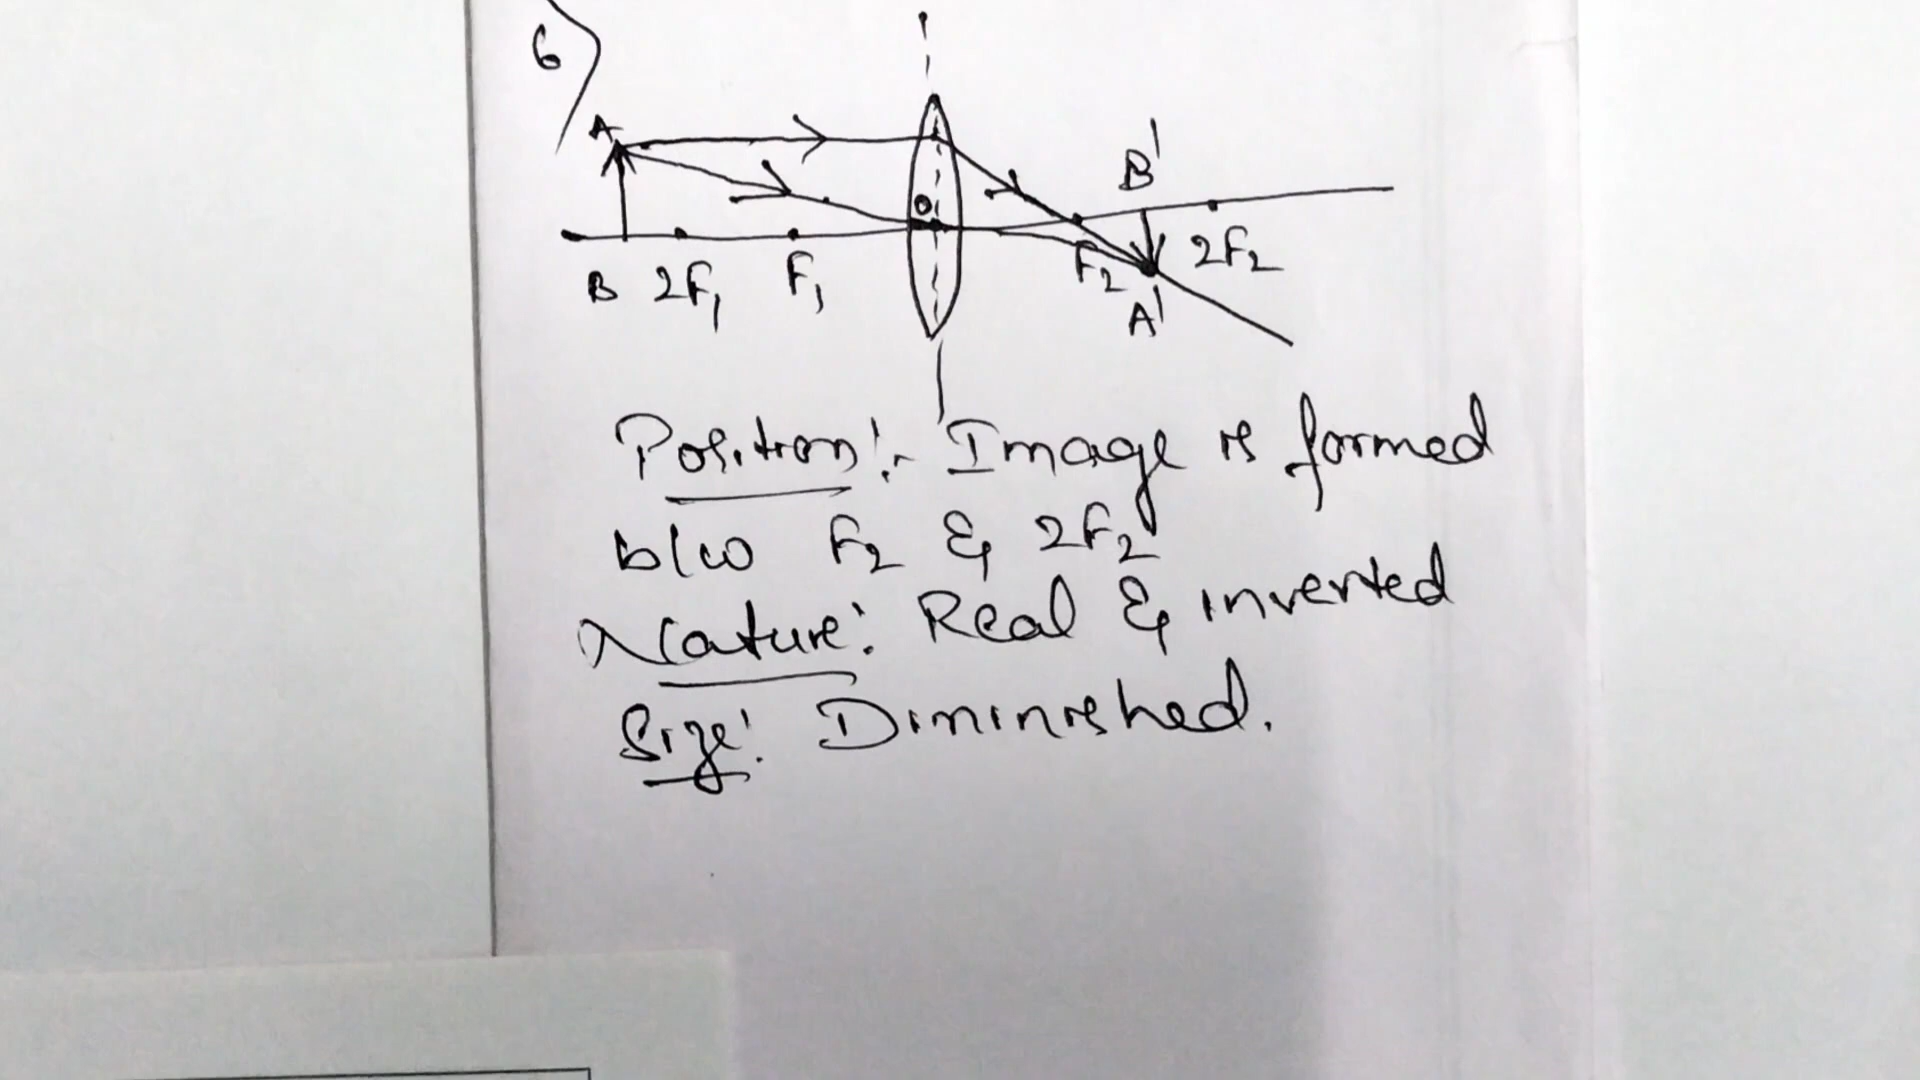 6)
A
B'
O
B 2F₁ F₁ F₂ 2F₂
A'
Position:- Image is formed
b/w F₂ & 2F₂
Nature: Real & inverted
Size: Diminished.